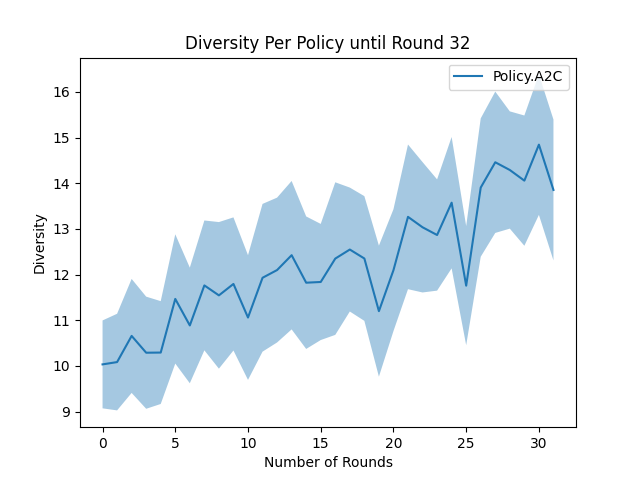 Diversity Per Policy until Round 32
Policy.A2C
Diversity
16
15
14
13
12
11
10
9
0 5 10 15 20 25 30
Number of Rounds